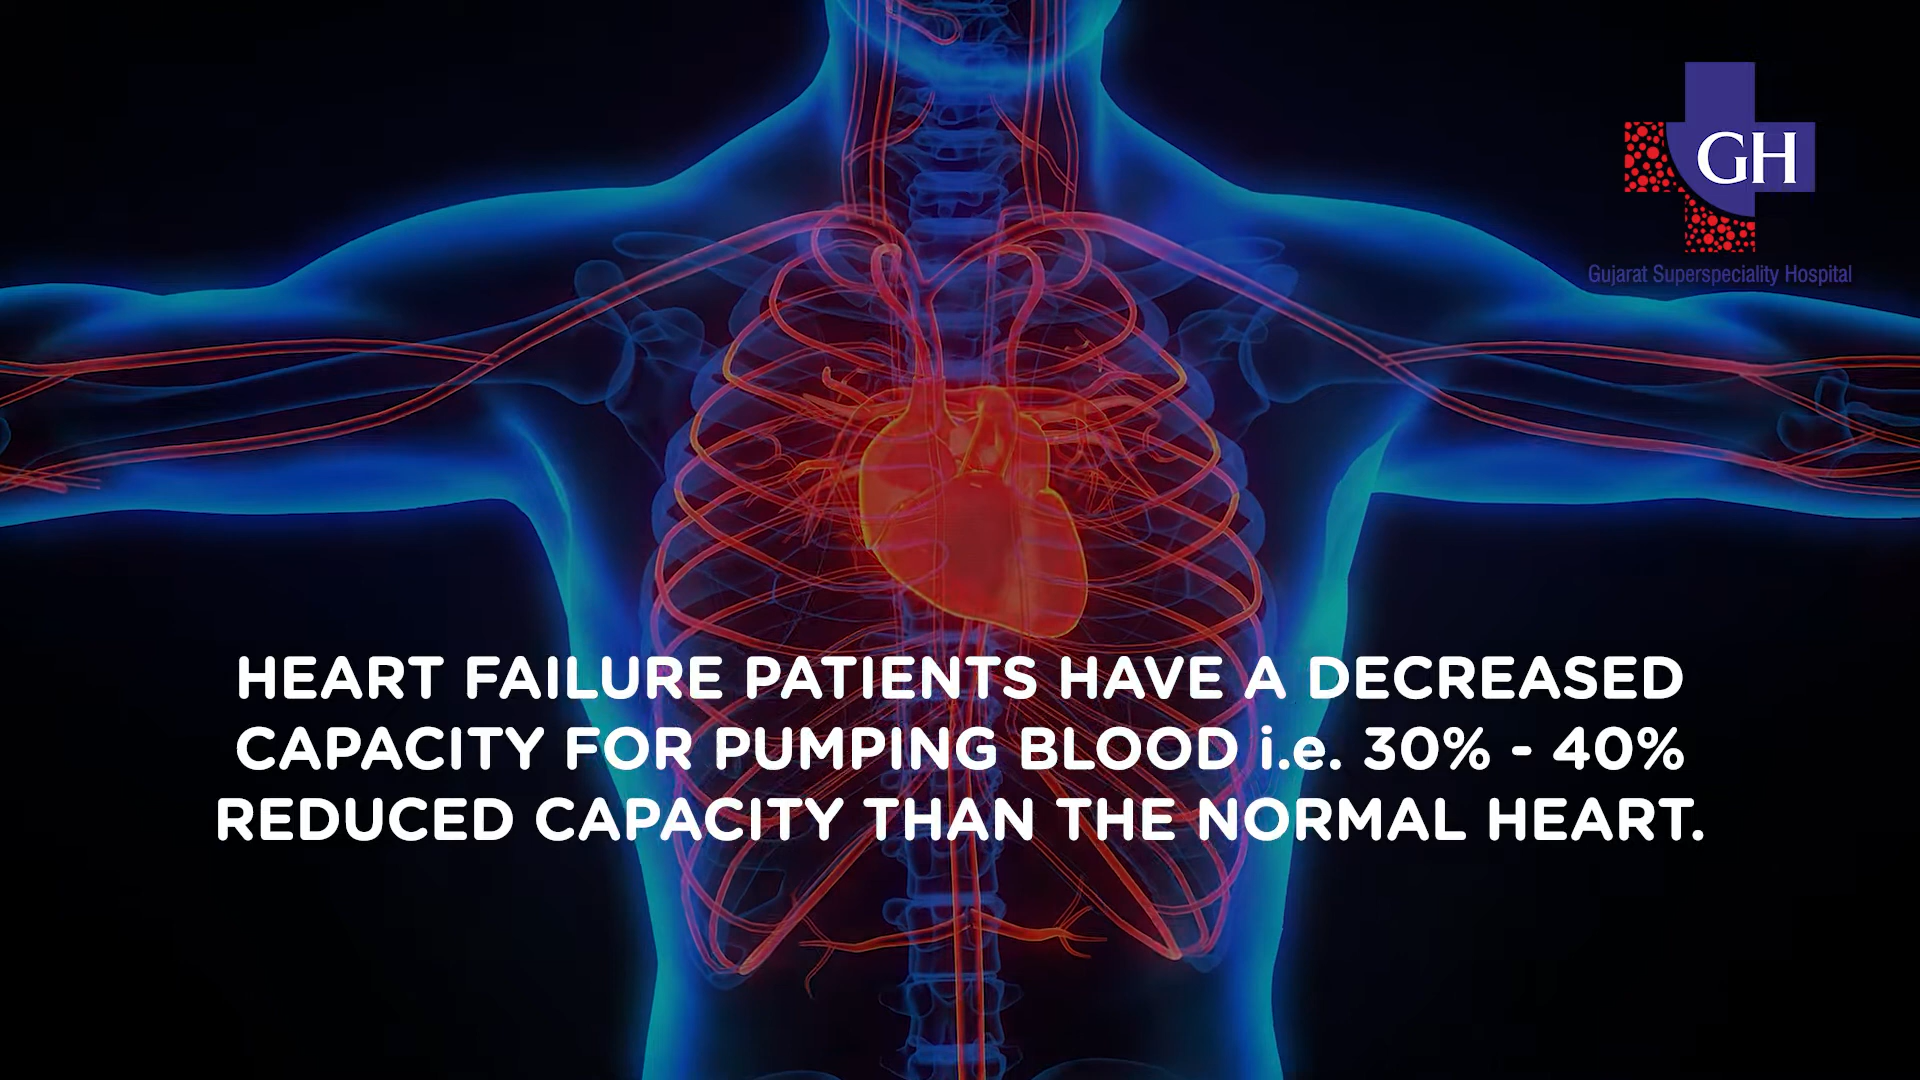 GH
Gujarat Superspeciality Hospital
HEART FAILURE PATIENTS HAVE A DECREASED
CAPACITY FOR PUMPING BLOOD i.e. 30% - 40%
REDUCED CAPACITY THAN THE NORMAL HEART.